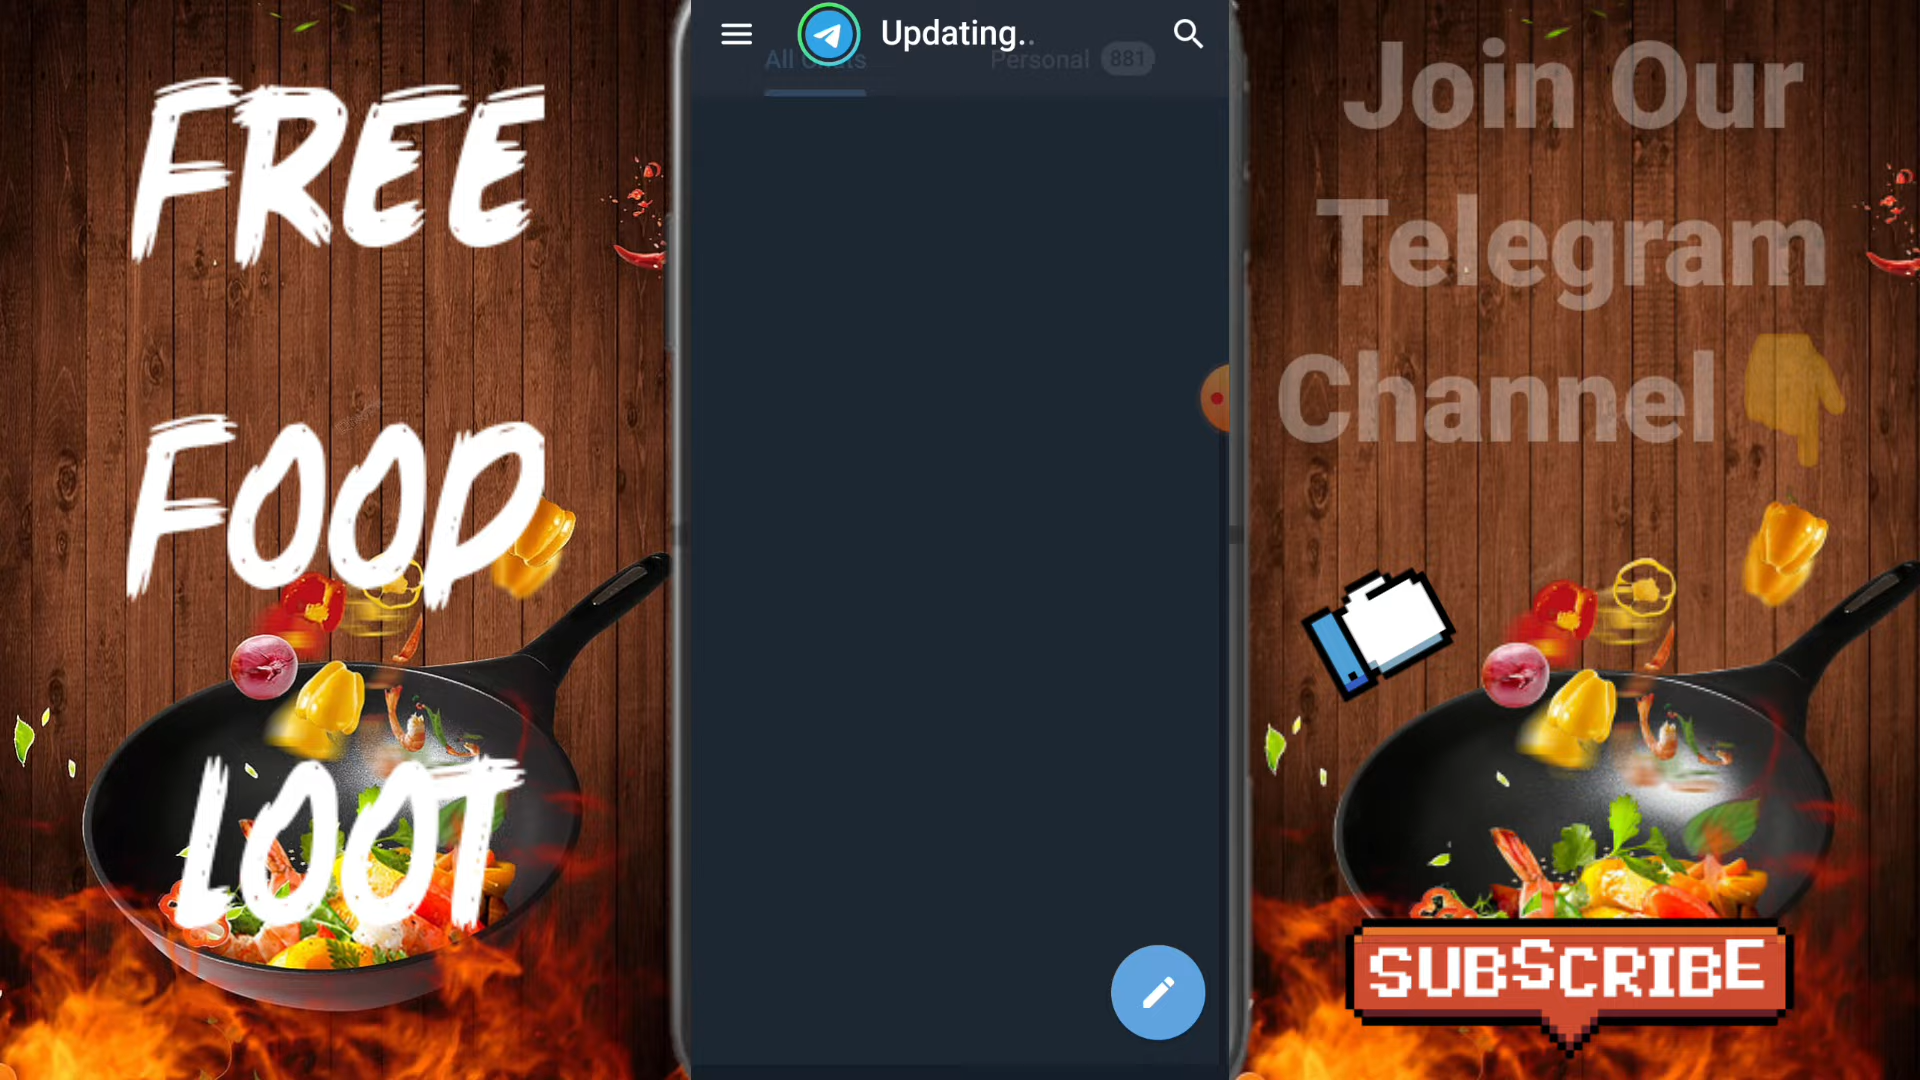 FREE
FOOD
LOOT
Updating..
All Chats
Personal 881
Join Our
Telegram
Channel 👇
SUBSCRIBE